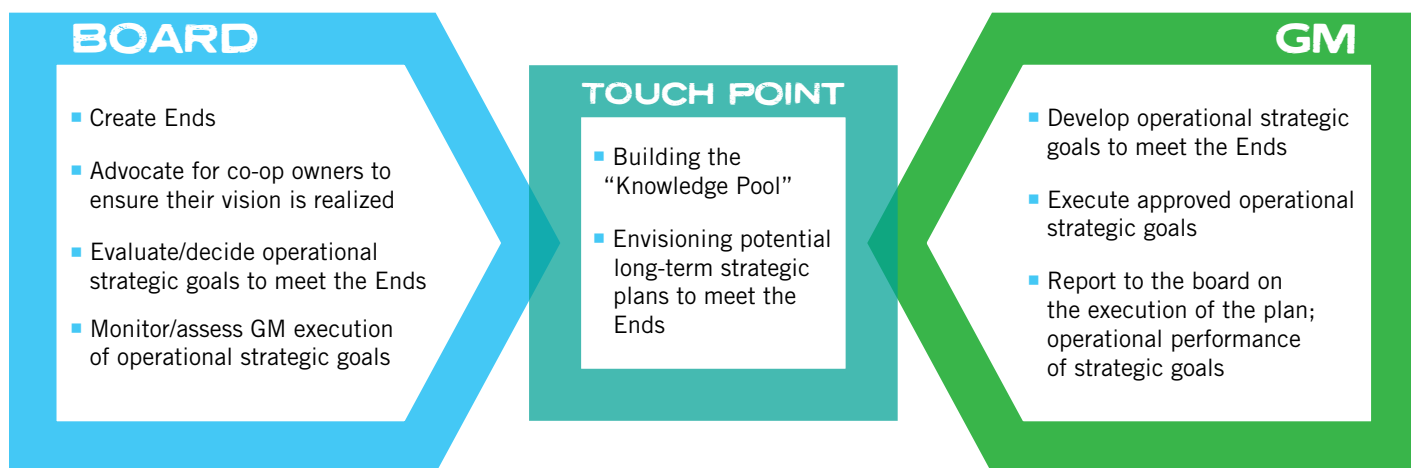 BOARD
■ Create Ends
■ Advocate for co-op owners to
ensure their vision is realized
■ Evaluate/decide operational
strategic goals to meet the Ends
■ Monitor/assess GM execution
of operational strategic goals
TOUCH POINT
■ Building the
“Knowledge Pool”
■ Envisioning potential
long-term strategic
plans to meet the
Ends
GM
■ Develop operational strategic
goals to meet the Ends
■ Execute approved operational
strategic goals
■ Report to the board on
the execution of the plan;
operational performance
of strategic goals